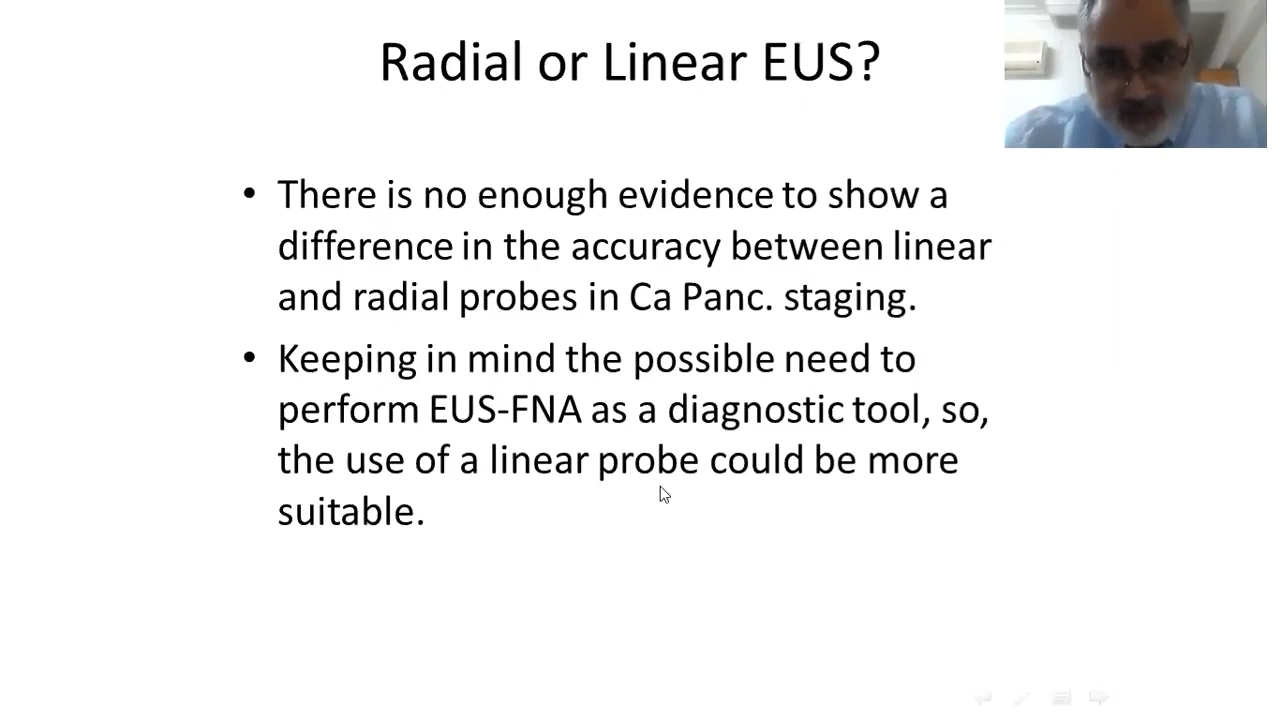 Radial or Linear EUS?
• There is no enough evidence to show a
difference in the accuracy between linear
and radial probes in Ca Panc. staging.
• Keeping in mind the possible need to
perform EUS-FNA as a diagnostic tool, so,
the use of a linear probe could be more
suitable.